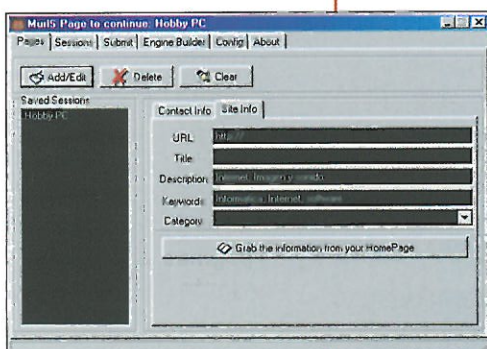 MurlS Page to continue: Hobby PC
Pages Sessions Submit Engine Builder Config About
Add/Edit Delete Clear
Saved Sessions
Hobby PC
Contact Info Site Info
URL: http://
Title:
Description: Internet, Imagen y sonido
Keywords: Informatica, Internet, software
Category:
Grab the information from your HomePage